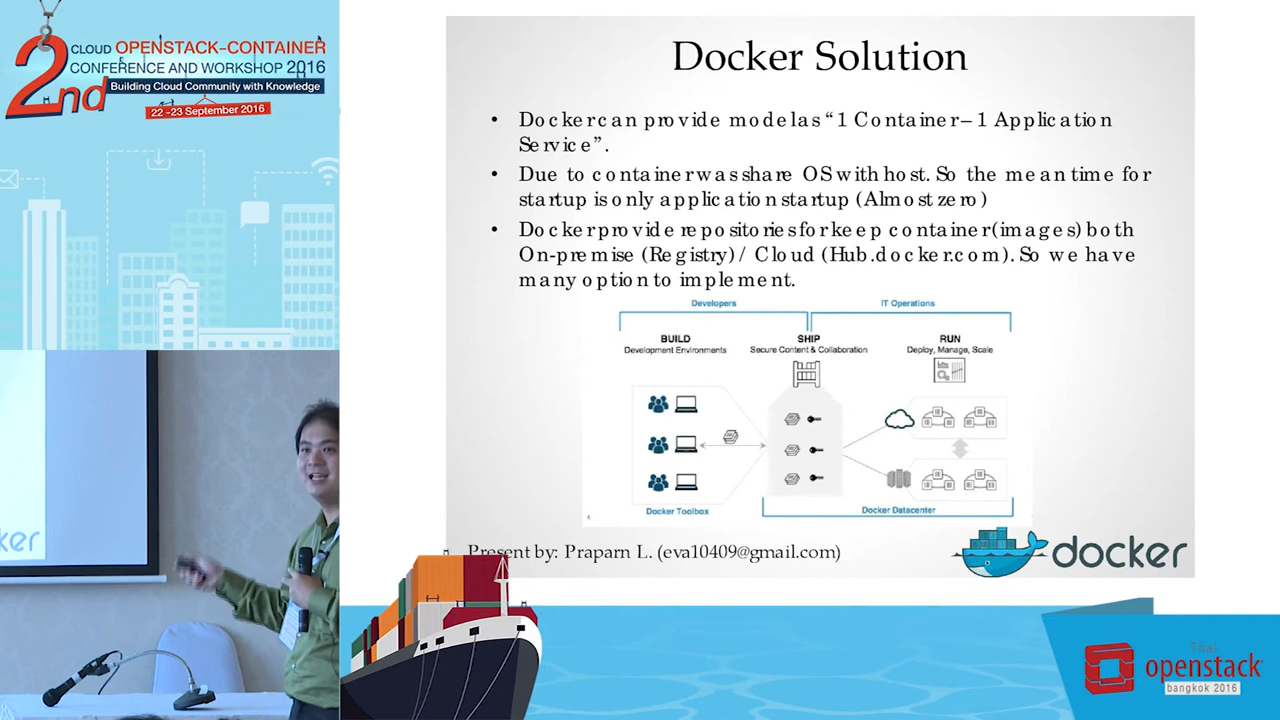 2nd
CLOUD OPENSTACK-CONTAINER
CONFERENCE AND WORKSHOP 2016
Building Cloud Community with Knowledge
22 -23 September 2016
Docker Solution
• Docker can provide model as “1 Container– 1 Application
Service”.
• Due to container was share OS with host. So the mean time for
startup is only application startup (Almost zero)
• Docker provide repositories for keep container(images) both
On-premise (Registry)/ Cloud (Hub.docker.com). So we have
many option to implement.
Developers
IT Operations
BUILD
Development Environments
SHIP
Secure Content & Collaboration
RUN
Deploy, Manage, Scale
Docker Toolbox
Docker Datacenter
4
Present by: Praparn L. (eva10409@gmail.com)
docker
ker
Thai
openstack
bangkok 2016